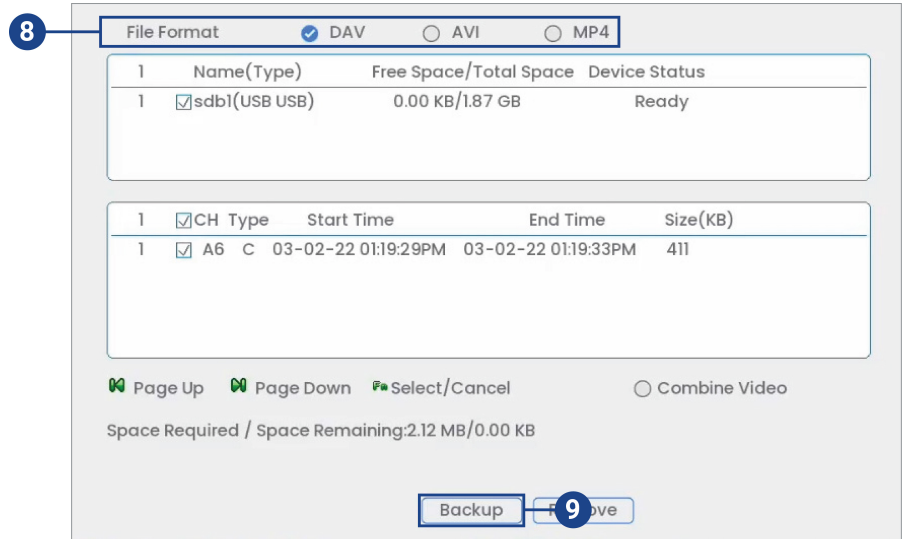 8 File Format DAV AVI MP4
1 Name(Type) Free Space/Total Space Device Status
1 sdb1(USB USB) 0.00 KB/1.87 GB Ready
1 CH Type Start Time End Time Size(KB)
1 A6 C 03-02-22 01:19:29PM 03-02-22 01:19:33PM 411
Page Up Page Down Fn Select/Cancel Combine Video
Space Required / Space Remaining:2.12 MB/0.00 KB
Backup 9